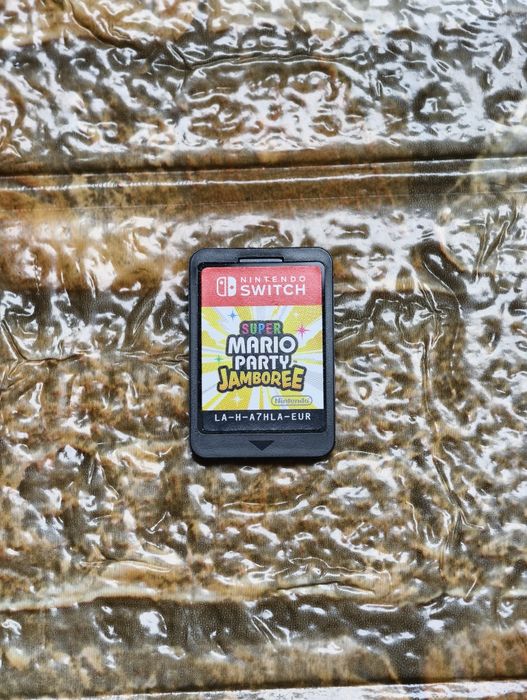 NINTENDO
SWITCH
SUPER
MARIO
PARTY
JAMBOREE
Nintendo
LA-H-A7HLA-EUR